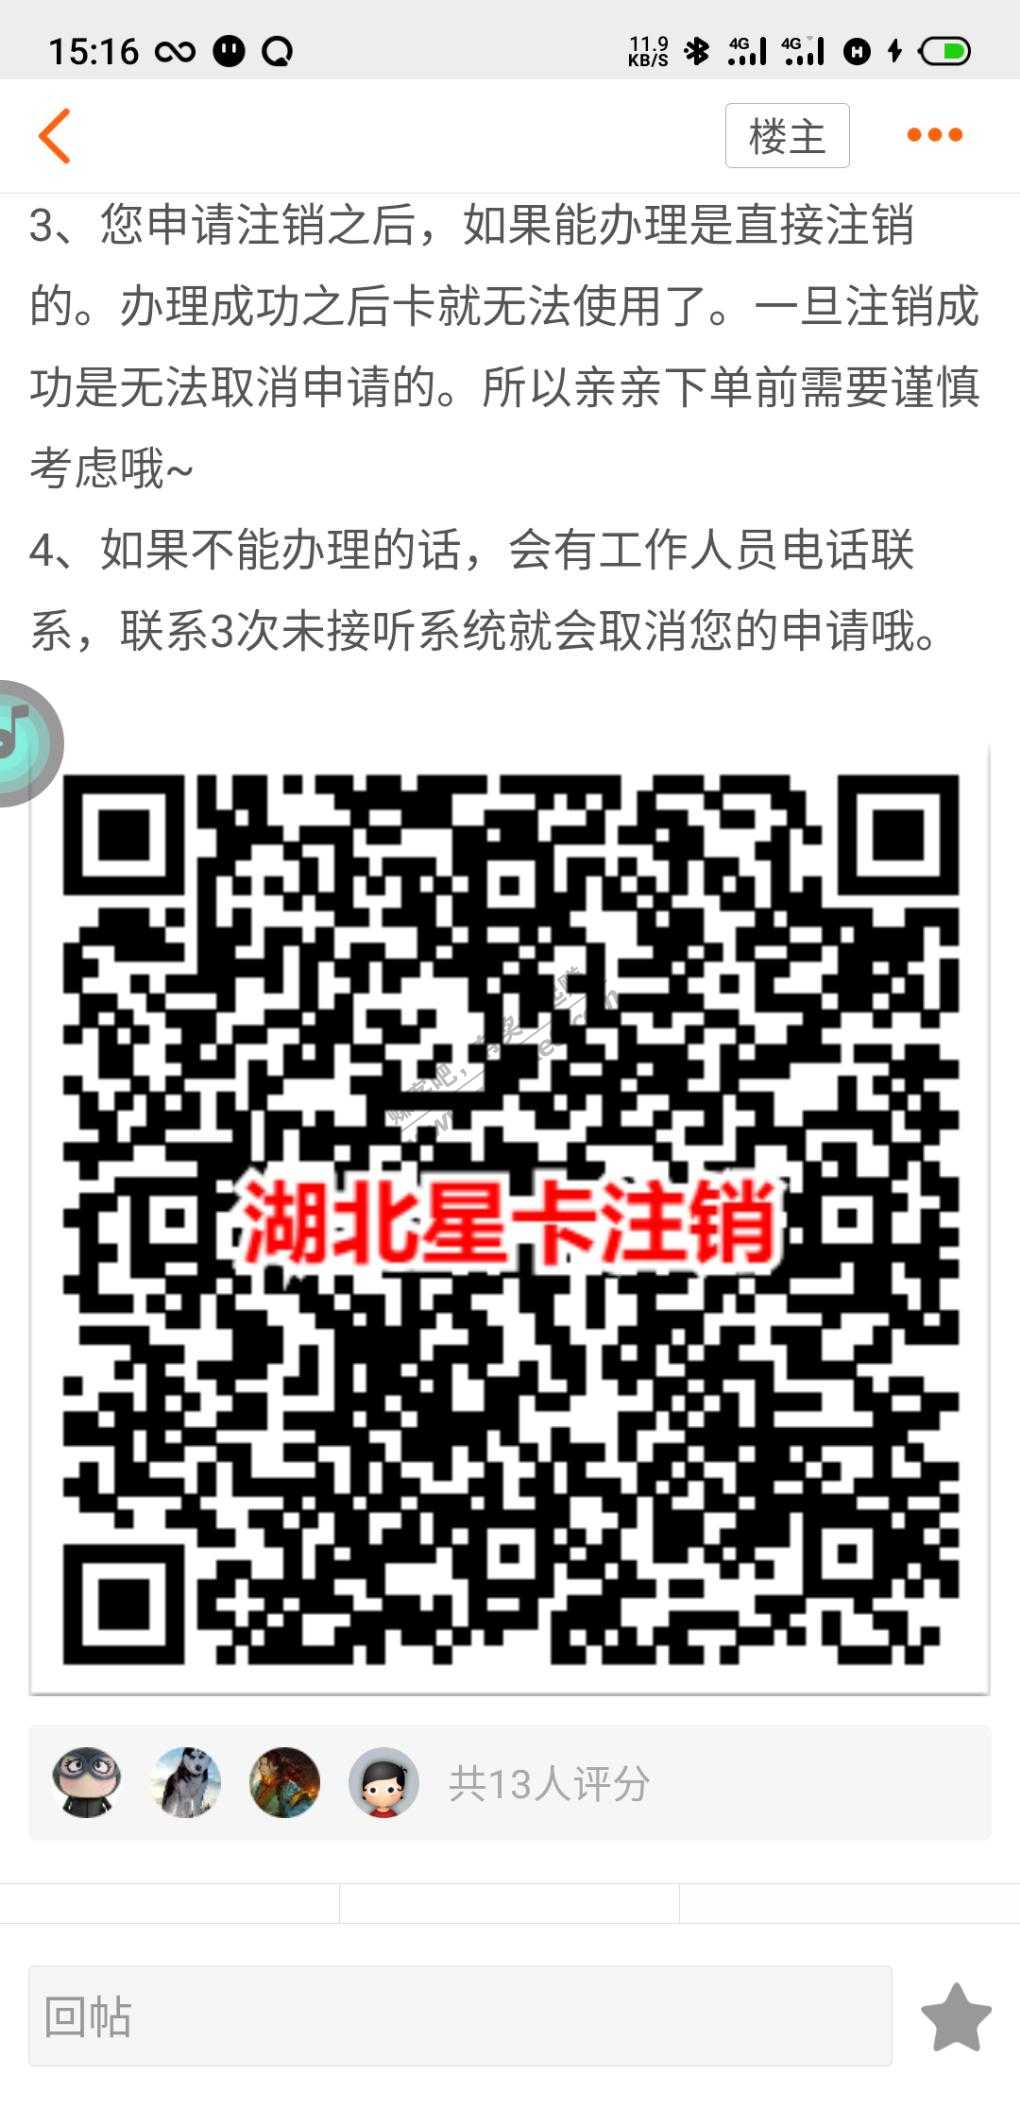 15:16
11.9
KB/S
4G
4G
楼主
3、您申请注销之后，如果能办理是直接注销
的。办理成功之后卡就无法使用了。一旦注销成
功是无法取消申请的。所以亲亲下单前需要谨慎
考虑哦~
4、如果不能办理的话，会有工作人员电话联
系，联系3次未接听系统就会取消您的申请哦。
湖北星卡注销
共13人评分
回帖